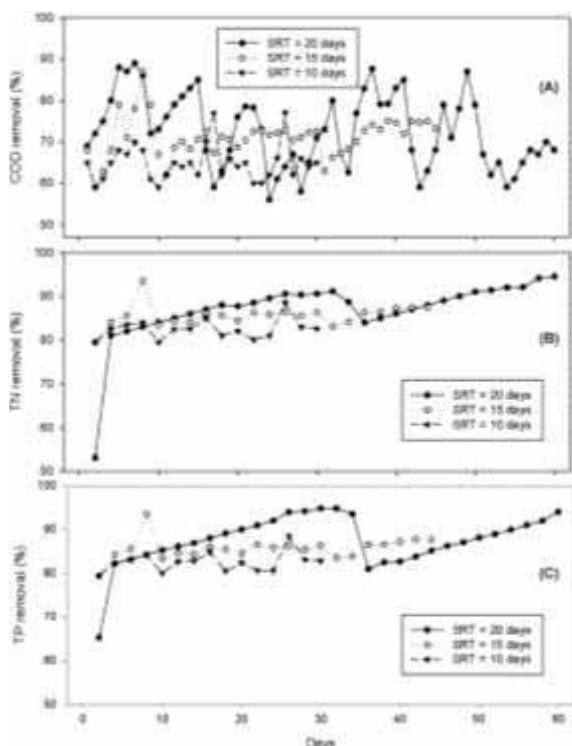 100
90
80
70
60
50
COD removal (%)
SRT = 20 days
SRT = 15 days
SRT = 10 days
(A)
100
90
80
70
60
50
TN removal (%)
(B)
SRT = 20 days
SRT = 15 days
SRT = 10 days
100
90
80
70
60
50
TP removal (%)
(C)
SRT = 20 days
SRT = 15 days
SRT = 10 days
0 10 20 30 40 50 60
Days